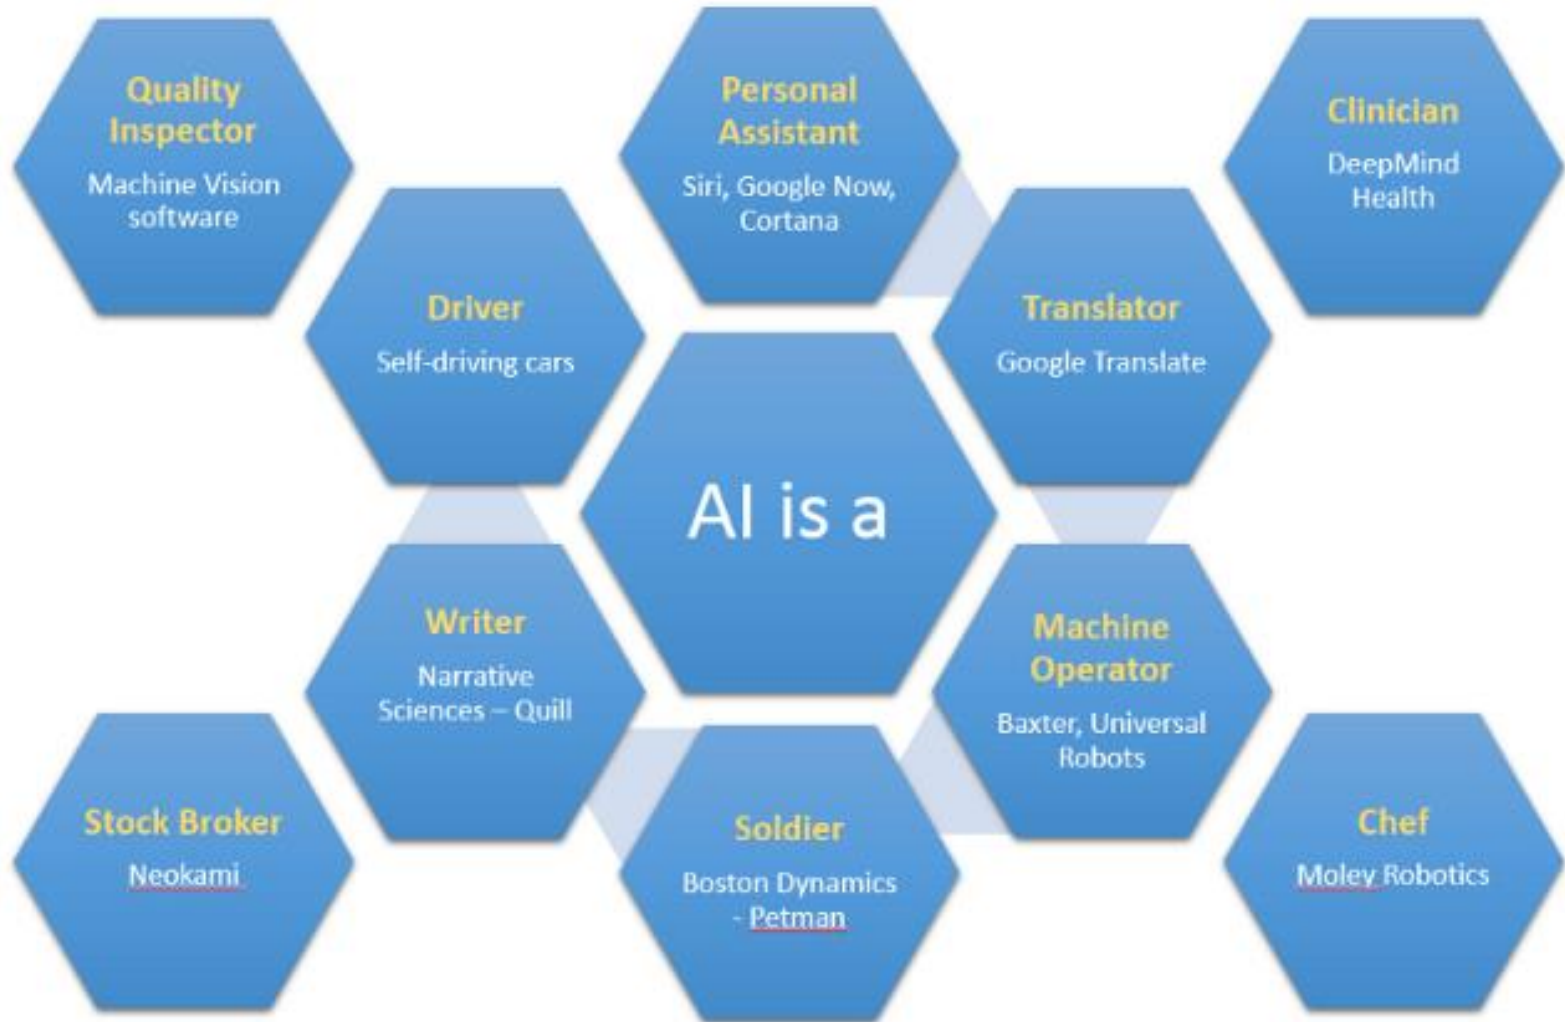 Quality
Inspector
Machine Vision
software
Personal
Assistant
Siri, Google Now,
Cortana
Clinician
DeepMind
Health
Driver
Self-driving cars
Translator
Google Translate
AI is a
Writer
Narrative
Sciences – Quill
Machine
Operator
Baxter, Universal
Robots
Stock Broker
Neokami
Soldier
Boston Dynamics
- Petman
Chef
Moley Robotics